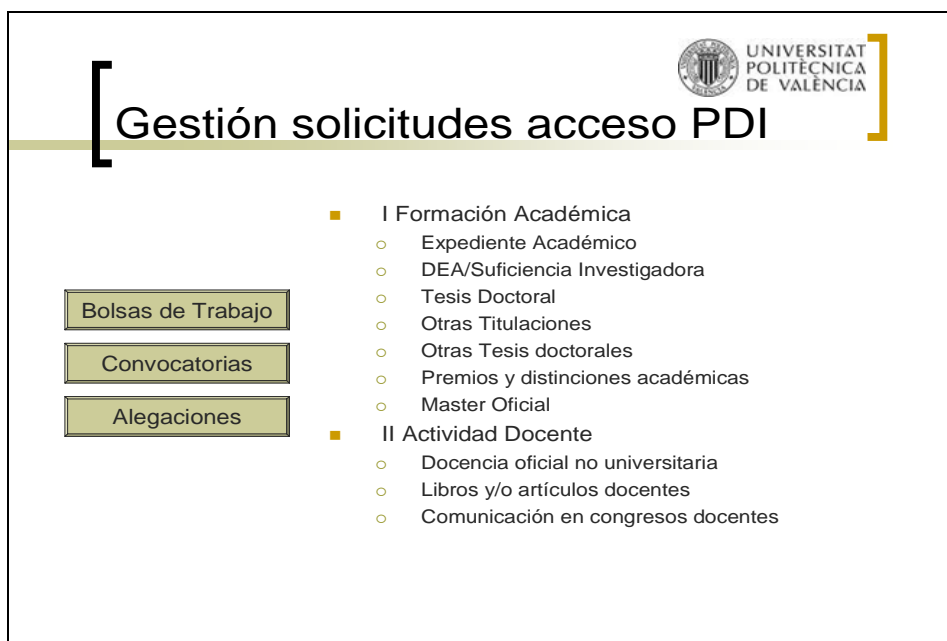 UNIVERSITAT
POLITÈCNICA
DE VALÈNCIA
Gestión solicitudes acceso PDI
Bolsas de Trabajo
Convocatorias
Alegaciones
I Formación Académica
Expediente Académico
DEA/Suficiencia Investigadora
Tesis Doctoral
Otras Titulaciones
Otras Tesis doctorales
Premios y distinciones académicas
Master Oficial
II Actividad Docente
Docencia oficial no universitaria
Libros y/o artículos docentes
Comunicación en congresos docentes